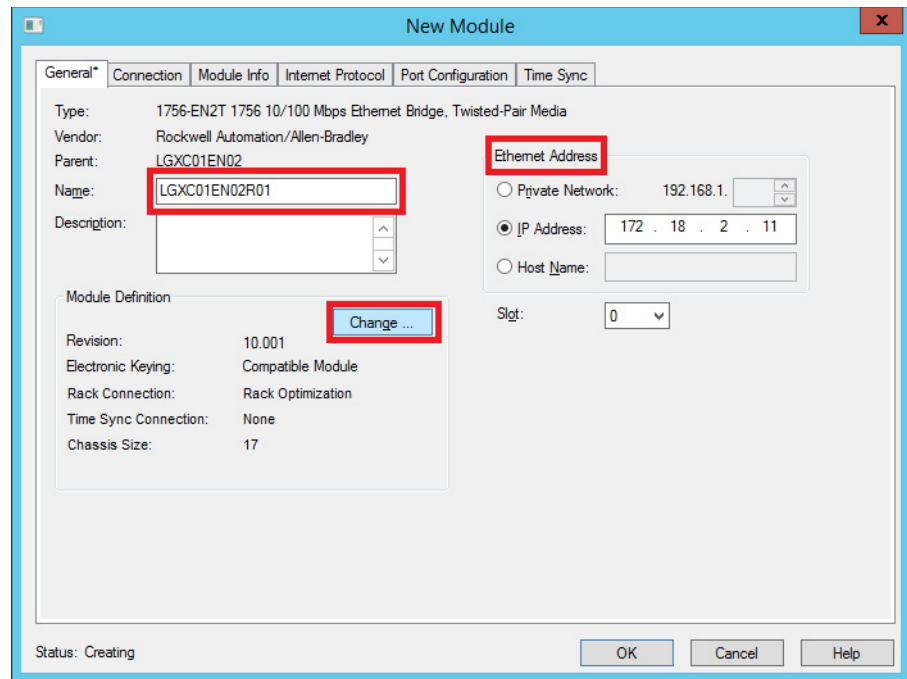 New Module
x
General* Connection Module Info Internet Protocol Port Configuration Time Sync
Type: 1756-EN2T 1756 10/100 Mbps Ethernet Bridge, Twisted-Pair Media
Vendor: Rockwell Automation/Allen-Bradley
Parent: LGXC01EN02
Name: LGXC01EN02R01
Description:
Ethernet Address
Private Network: 192.168.1.
IP Address: 172 . 18 . 2 . 11
Host Name:
Slot: 0
Module Definition
Change ...
Revision: 10.001
Electronic Keying: Compatible Module
Rack Connection: Rack Optimization
Time Sync Connection: None
Chassis Size: 17
Status: Creating
OK Cancel Help